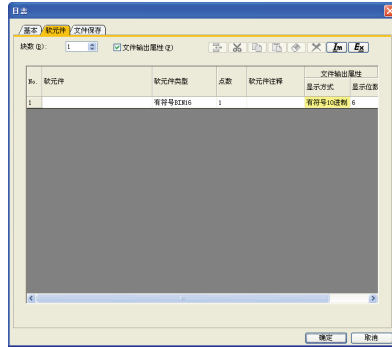 日志
基本 软元件 文件保存
块数(B): 1 文件输出属性(F) Im Ex
文件输出属性
No. 软元件 软元件类型 点数 软元件注释 显示方式 显示位数
1 有符号BIN16 1 有符号10进制 6
确定 取消